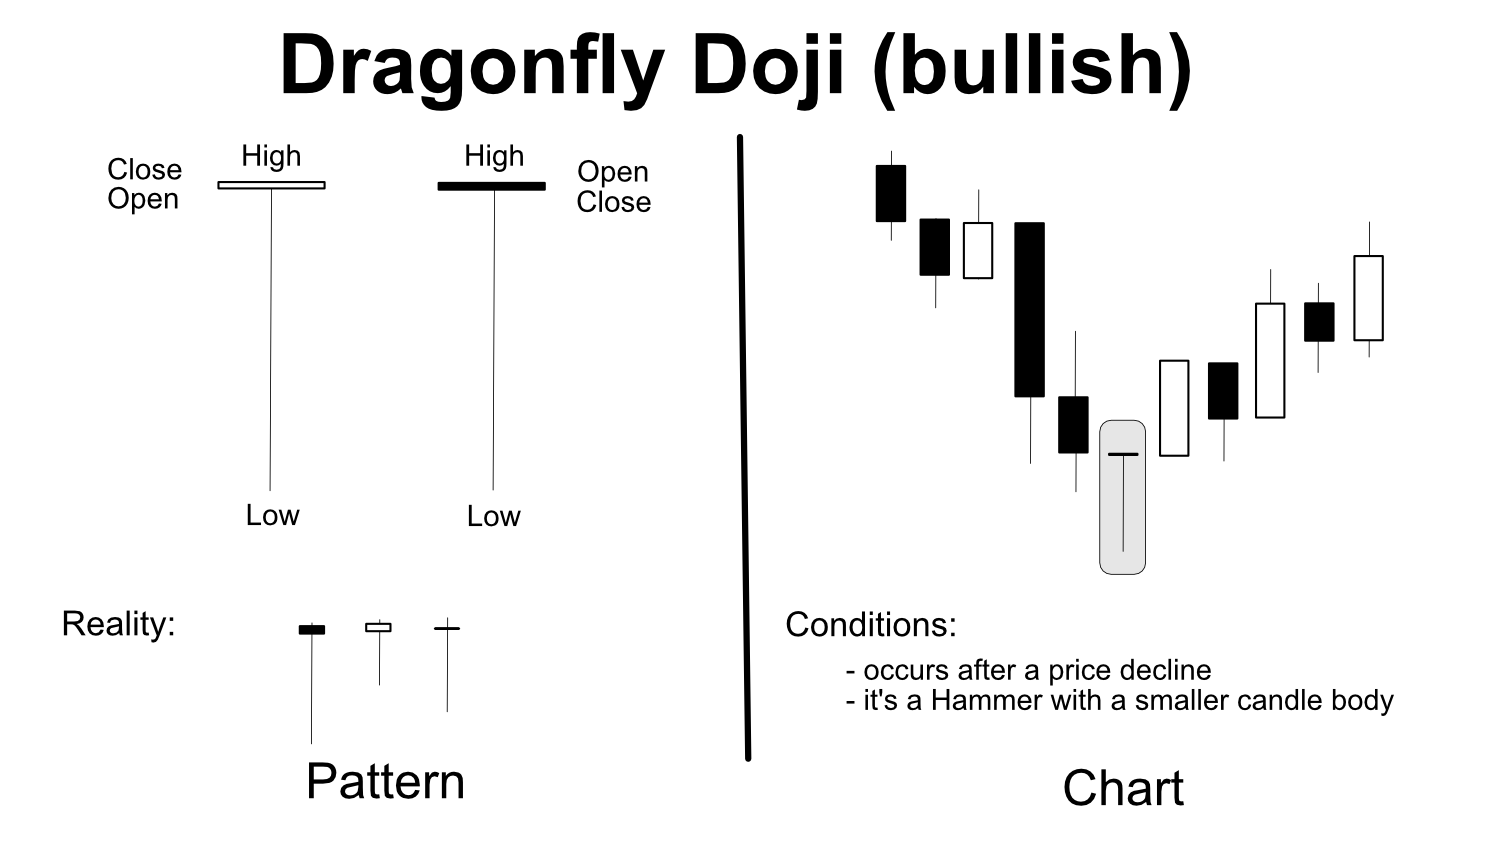 Dragonfly Doji (bullish)
High
Close
Open
Low
High
Open
Close
Low
Reality:
Pattern
Conditions:
- occurs after a price decline
- it's a Hammer with a smaller candle body
Chart